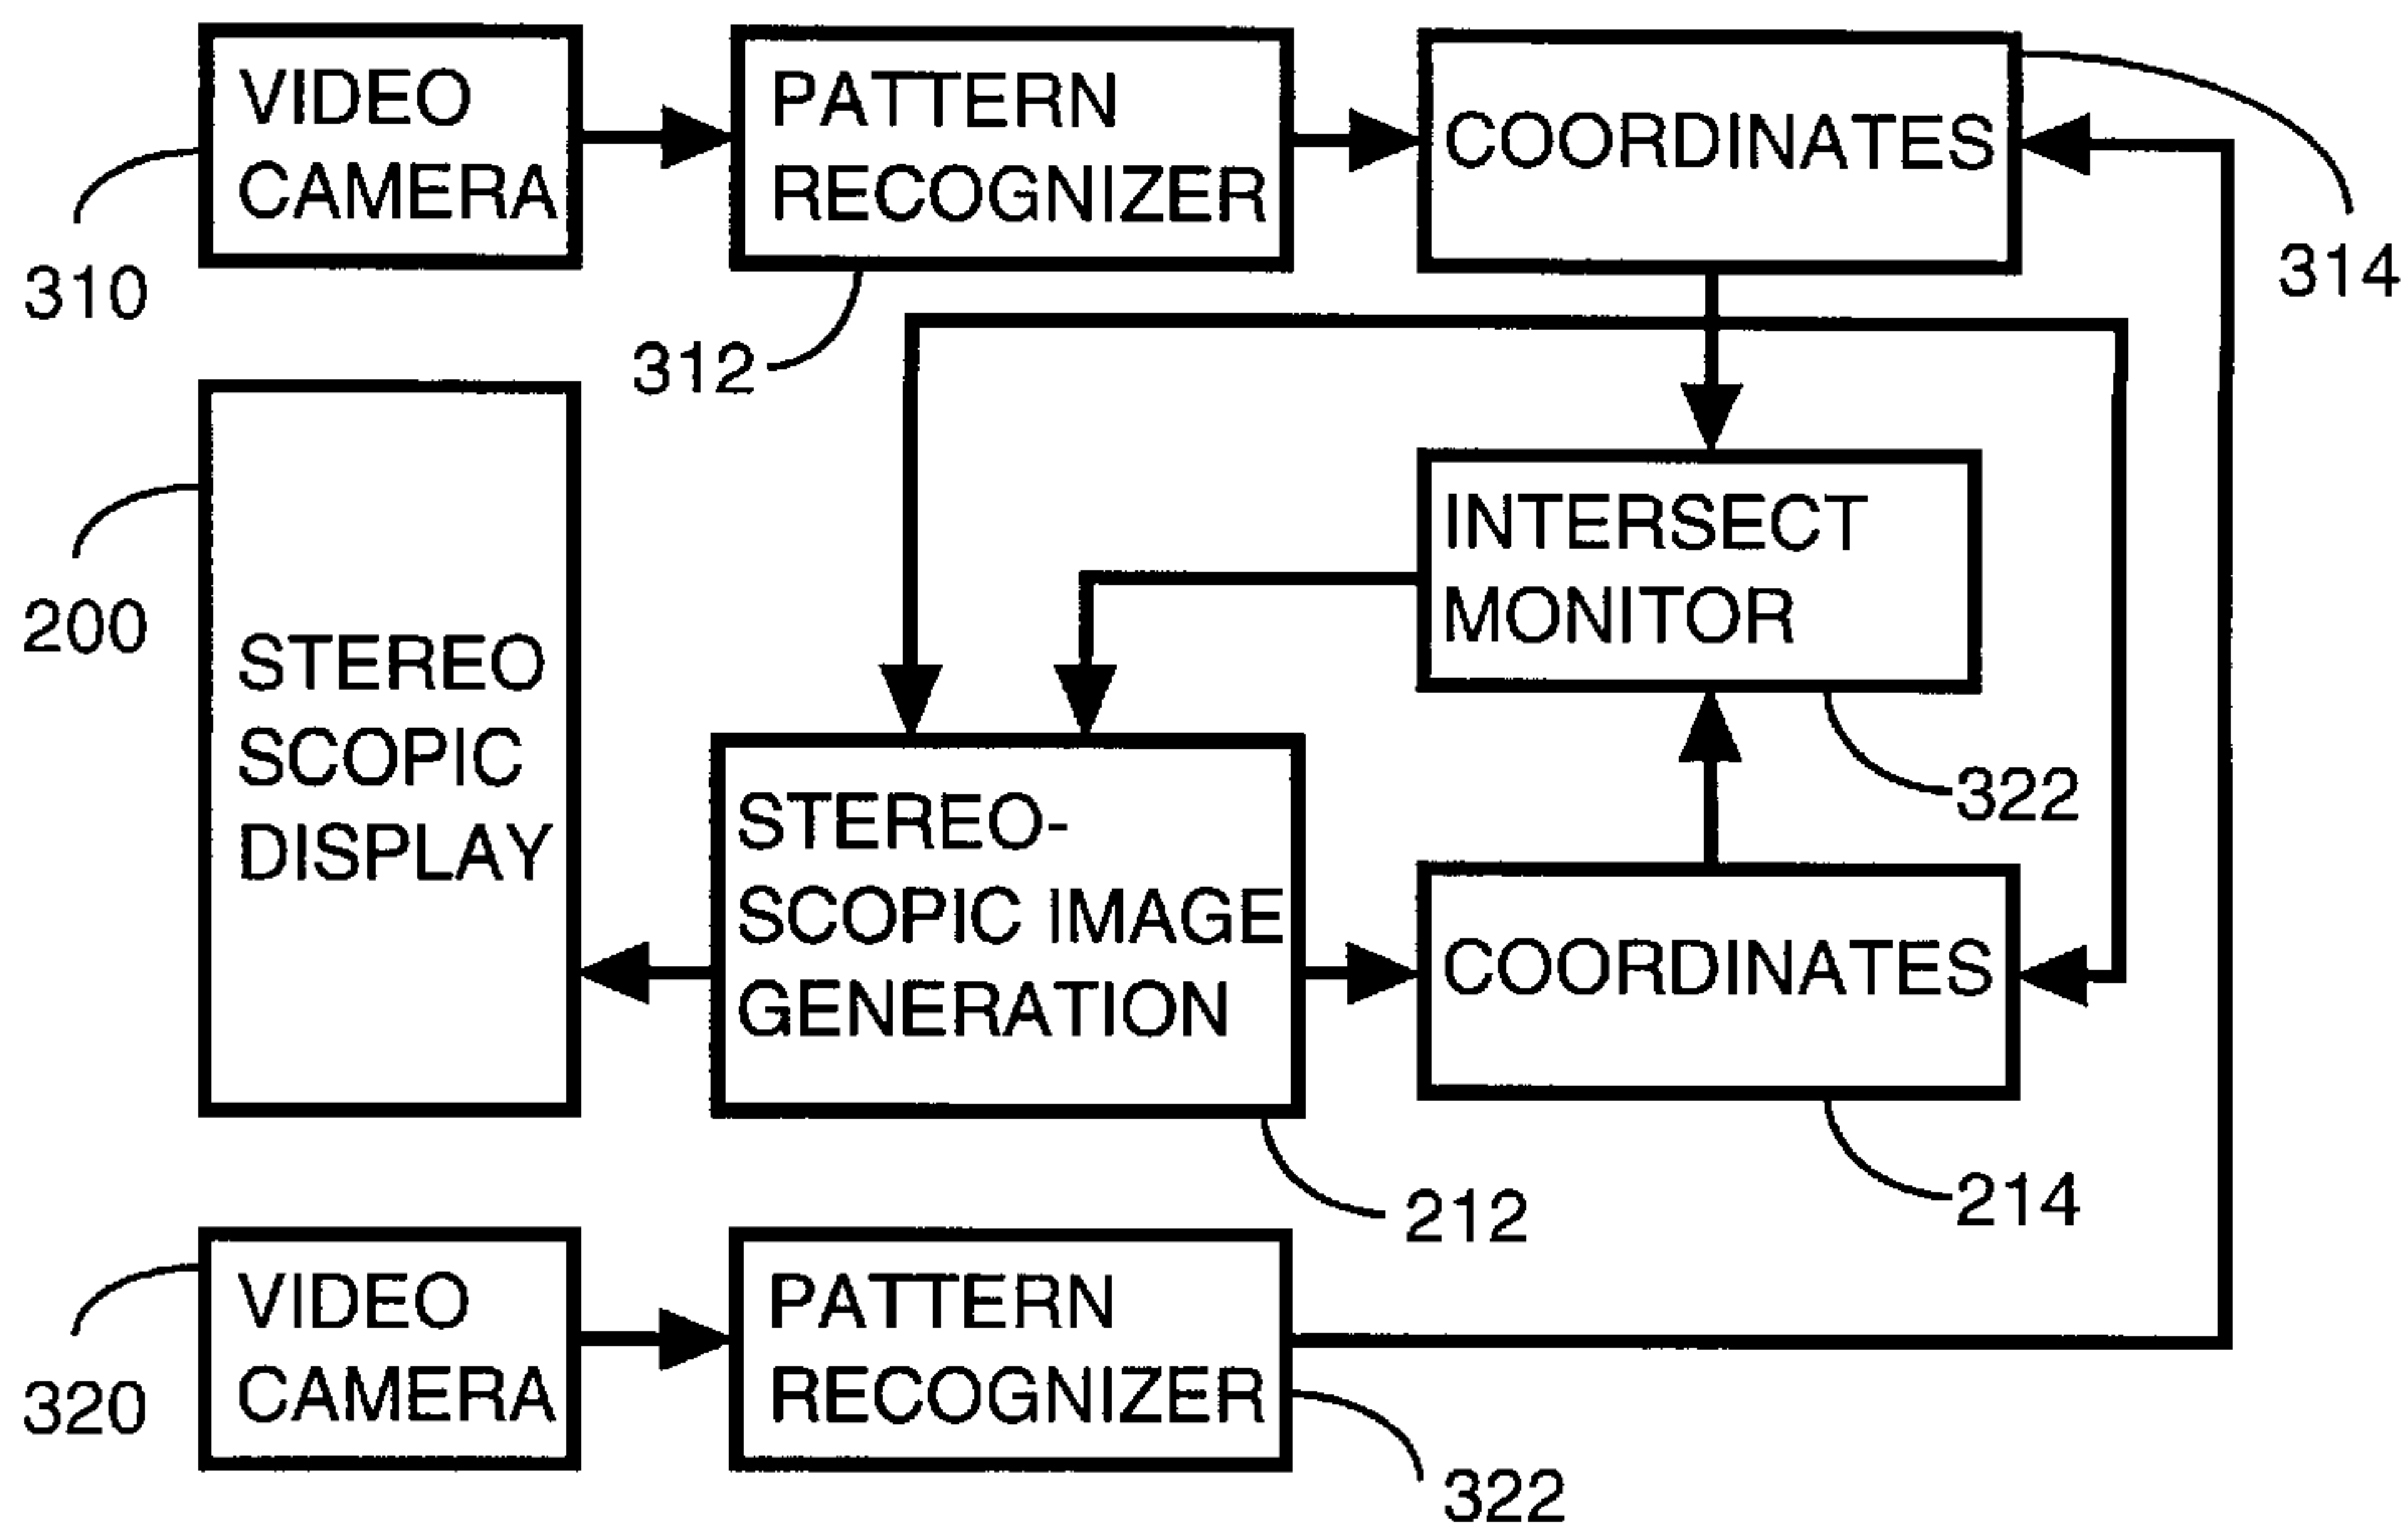 VIDEO
CAMERA
310
PATTERN
RECOGNIZER
312
COORDINATES
314
200
STEREO
SCOPIC
DISPLAY
INTERSECT
MONITOR
322
STEREO-
SCOPIC IMAGE
GENERATION
212
COORDINATES
214
VIDEO
CAMERA
320
PATTERN
RECOGNIZER
322